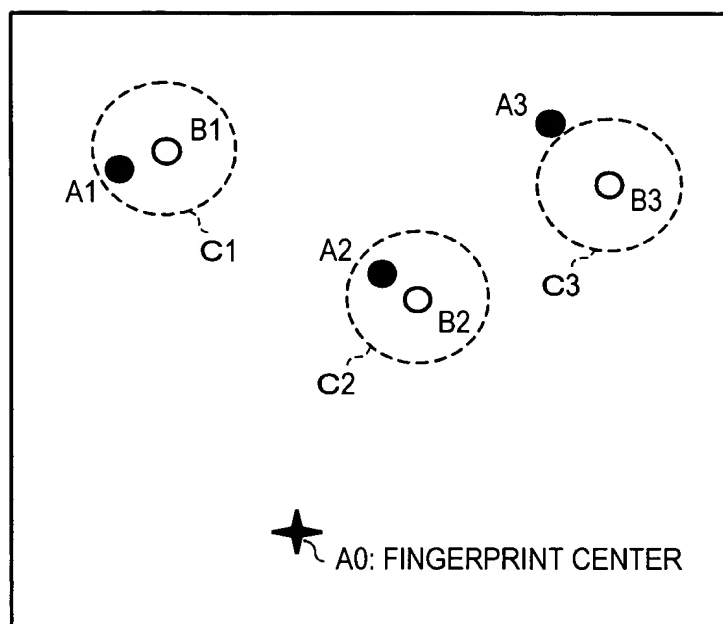 A3
B1
A1
B3
C1
A2
C3
B2
C2
A0: FINGERPRINT CENTER